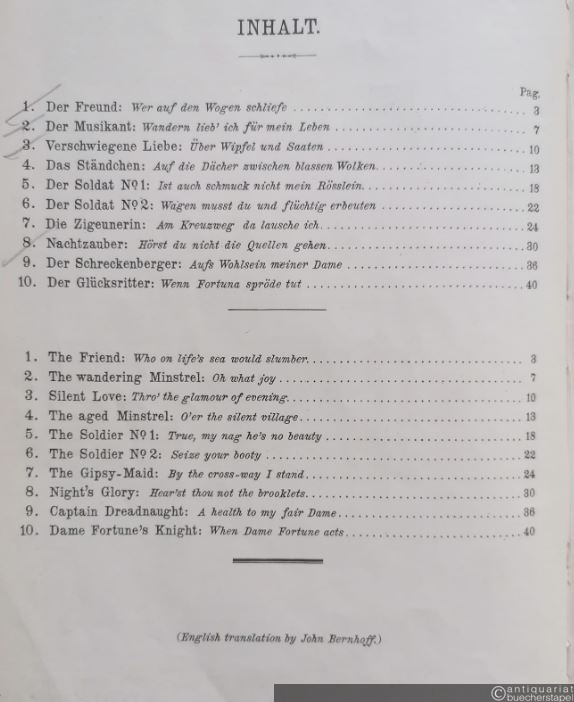 INHALT.
Pag.
1. Der Freund: Wer auf den Wogen schliefe 3
2. Der Musikant: Wandern lieb' ich für mein Leben 7
3. Verschwiegene Liebe: Über Wipfel und Saaten 10
4. Das Ständchen: Auf die Dächer zwischen blassen Wolken. 13
5. Der Soldat No 1: Ist auch schmuck nicht mein Rösslein. 18
6. Der Soldat No 2: Wagen musst du und flüchtig erbeuten 22
7. Die Zigeunerin: Am Kreuzweg da lausche ich. 24
8. Nachtzauber: Hörst du nicht die Quellen gehen. 30
9. Der Schreckenberger: Aufs Wohlsein meiner Dame 36
10. Der Glücksritter: Wenn Fortuna spröde tut 40
1. The Friend: Who on life's sea would slumber. 3
2. The wandering Minstrel: Oh what joy 7
3. Silent Love: Thro' the glamour of evening. 10
4. The aged Minstrel: O'er the silent village 13
5. The Soldier No 1: True, my nag he's no beauty 18
6. The Soldier No 2: Seize your booty 22
7. The Gipsy-Maid: By the cross-way I stand 24
8. Night's Glory: Hear'st thou not the brooklets. 30
9. Captain Dreadnaught: A health to my fair Dame 36
10. Dame Fortune's Knight: When Dame Fortune acts 40
(English translation by John Bernhoff.)
©antiquariat
buecherstapel